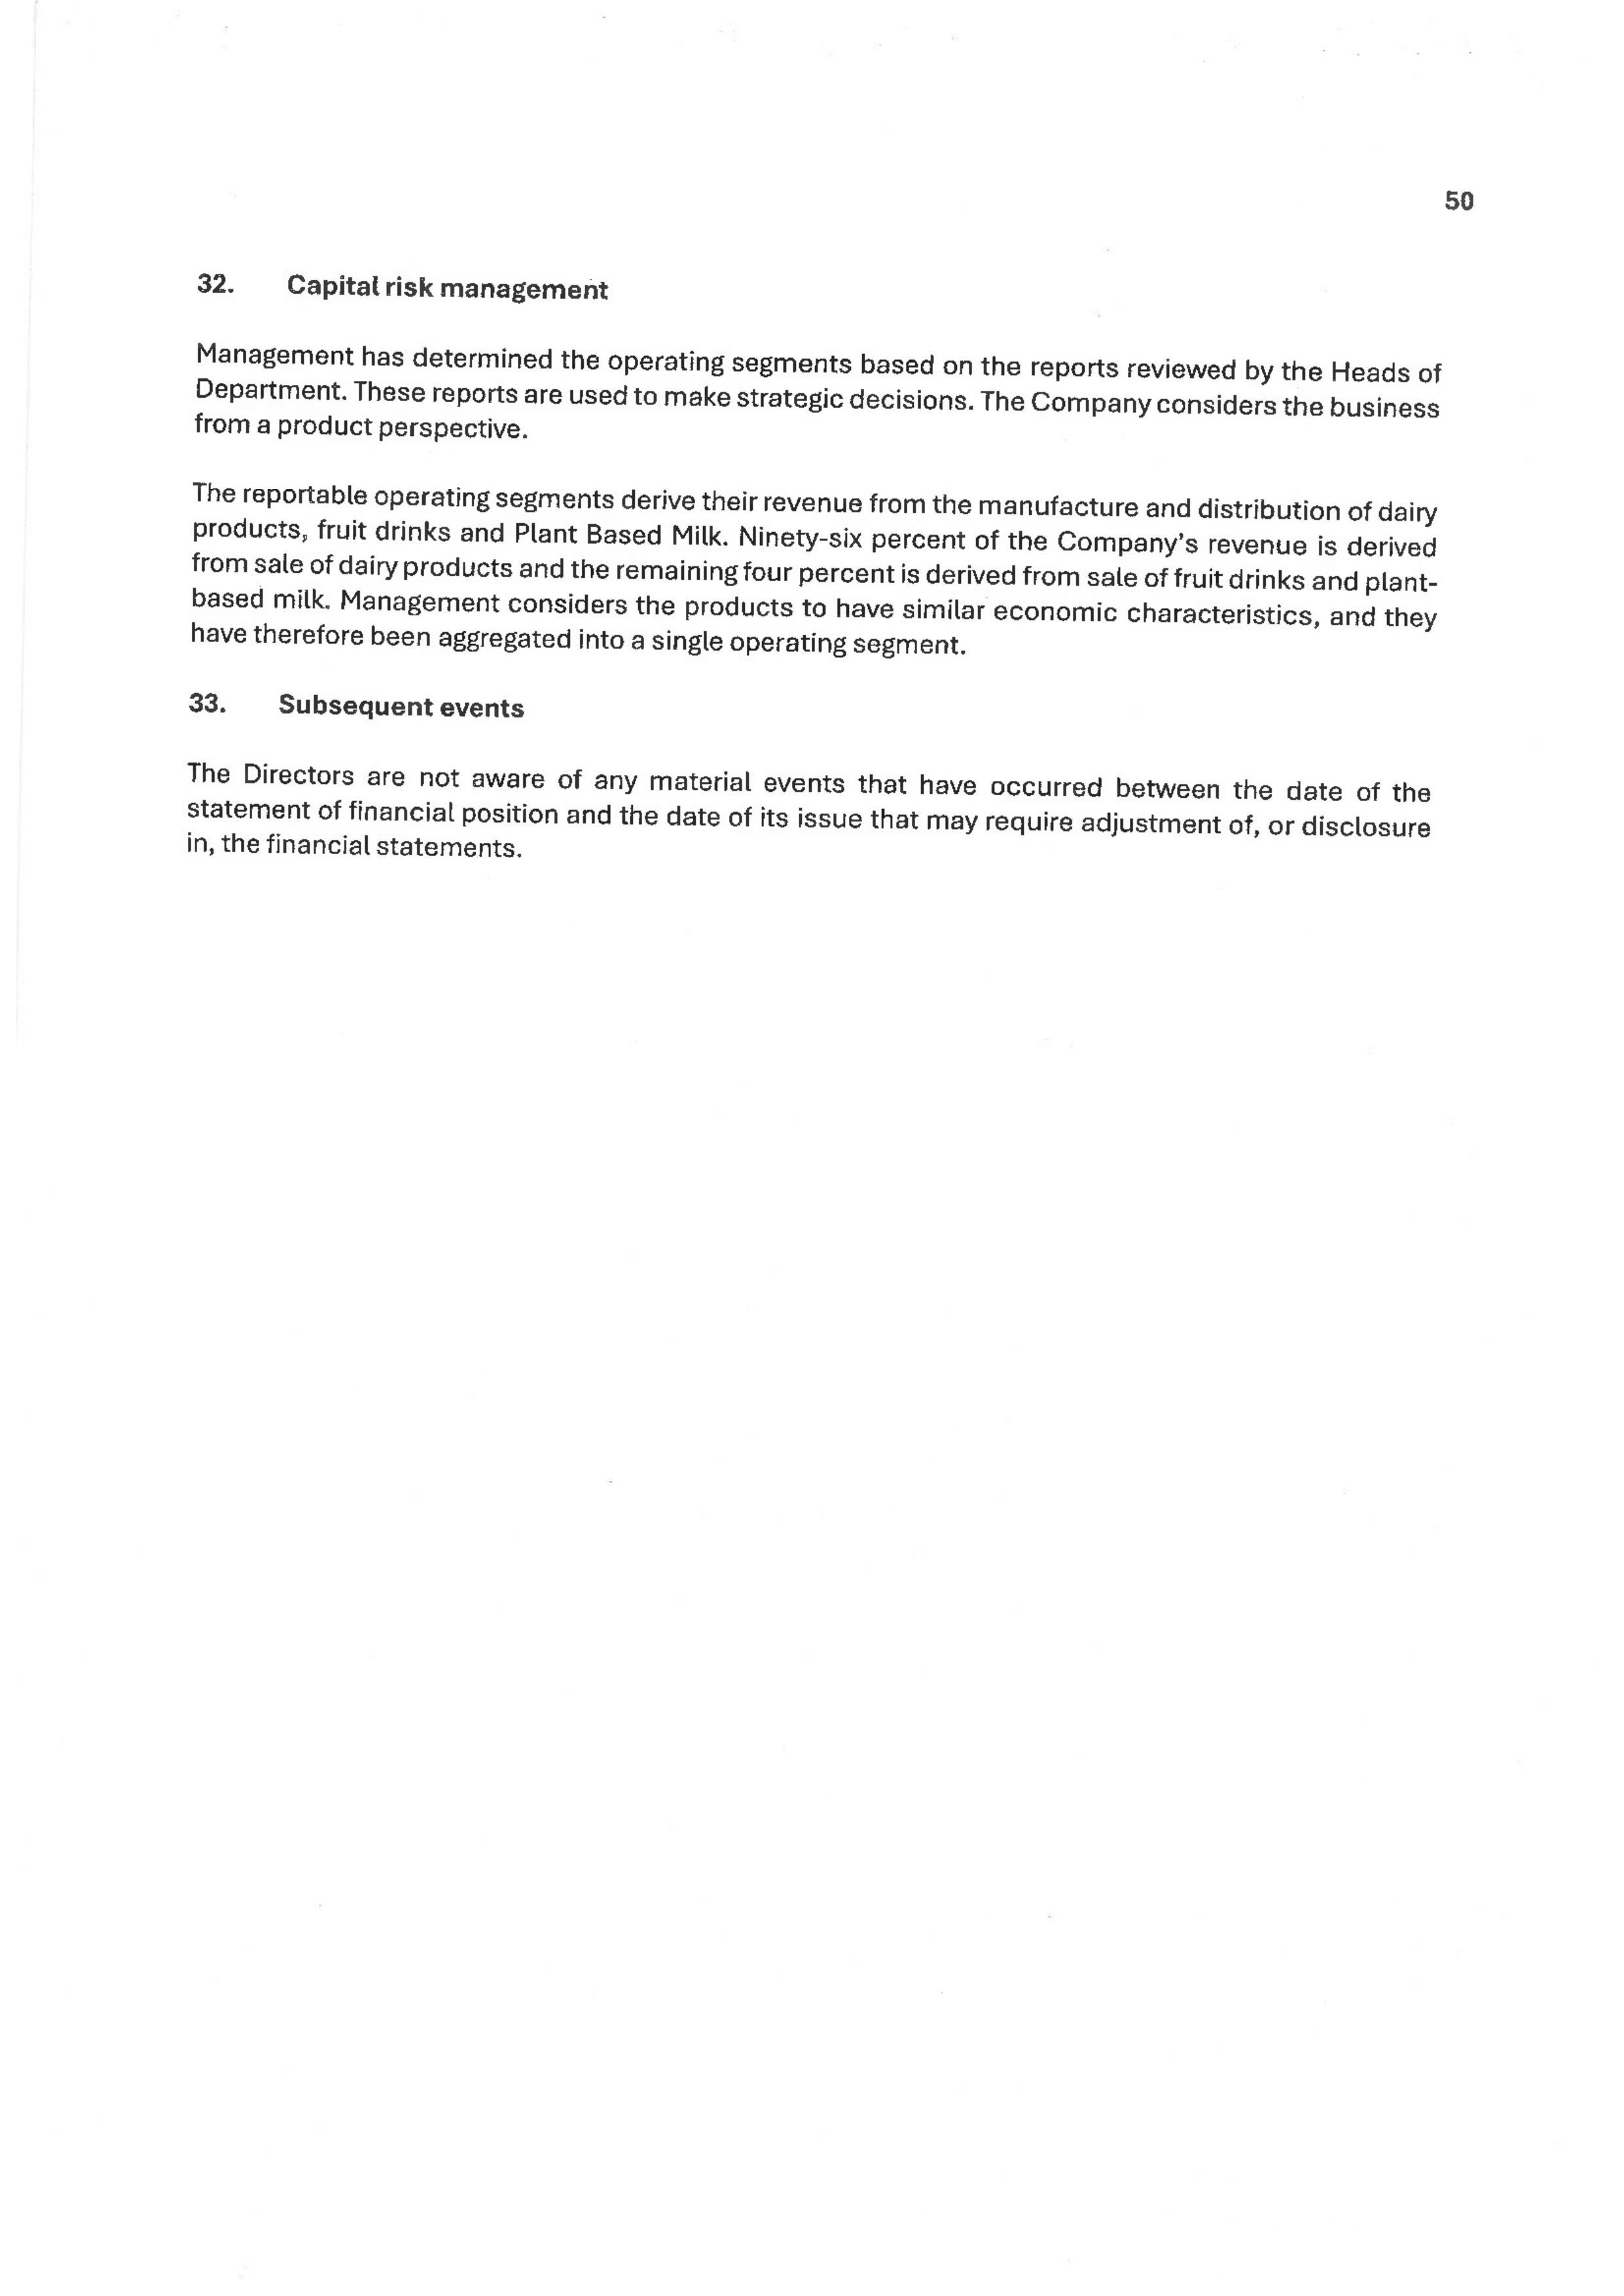 50
32. Capital risk management
Management has determined the operating segments based on the reports reviewed by the Heads of
Department. These reports are used to make strategic decisions. The Company considers the business
from a product perspective.
The reportable operating segments derive their revenue from the manufacture and distribution of dairy
products, fruit drinks and Plant Based Milk. Ninety-six percent of the Company's revenue is derived
from sale of dairy products and the remaining four percent is derived from sale of fruit drinks and plant-
based milk. Management considers the products to have similar economic characteristics, and they
have therefore been aggregated into a single operating segment.
33. Subsequent events
The Directors are not aware of any material events that have occurred between the date of the
statement of financial position and the date of its issue that may require adjustment of, or disclosure
in, the financial statements.